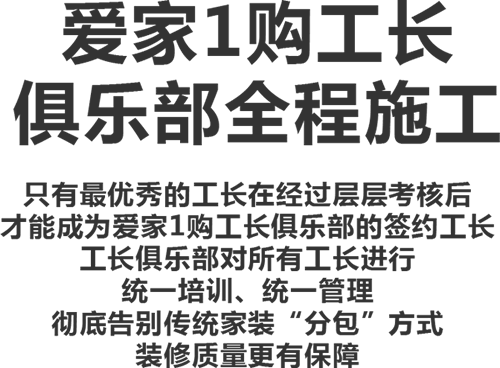 爱家1购工长
俱乐部全程施工
只有最优秀的工长在经过层层考核后
才能成为爱家1购工长俱乐部的签约工长
工长俱乐部对所有工长进行
统一培训、统一管理
彻底告别传统家装“分包”方式
装修质量更有保障